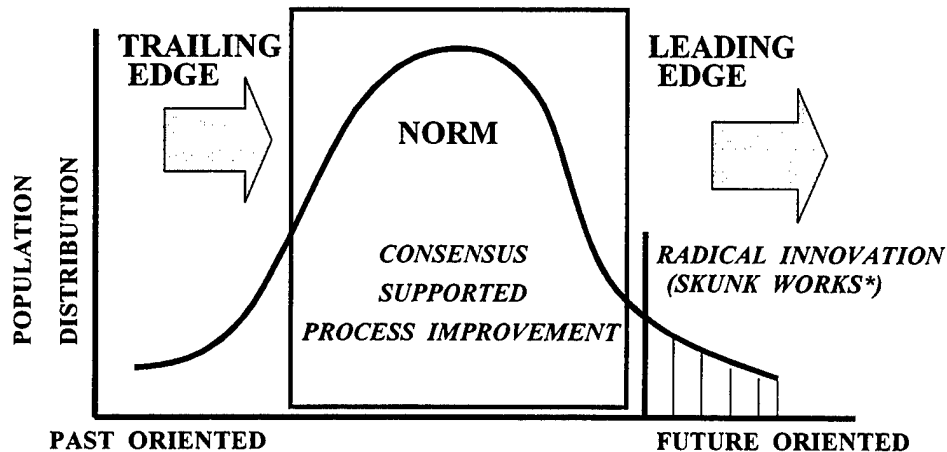 TRAILING
EDGE
LEADING
EDGE
NORM
POPULATION
DISTRIBUTION
CONSENSUS
SUPPORTED
PROCESS IMPROVEMENT
RADICAL INNOVATION
(SKUNK WORKS*)
PAST ORIENTED
FUTURE ORIENTED